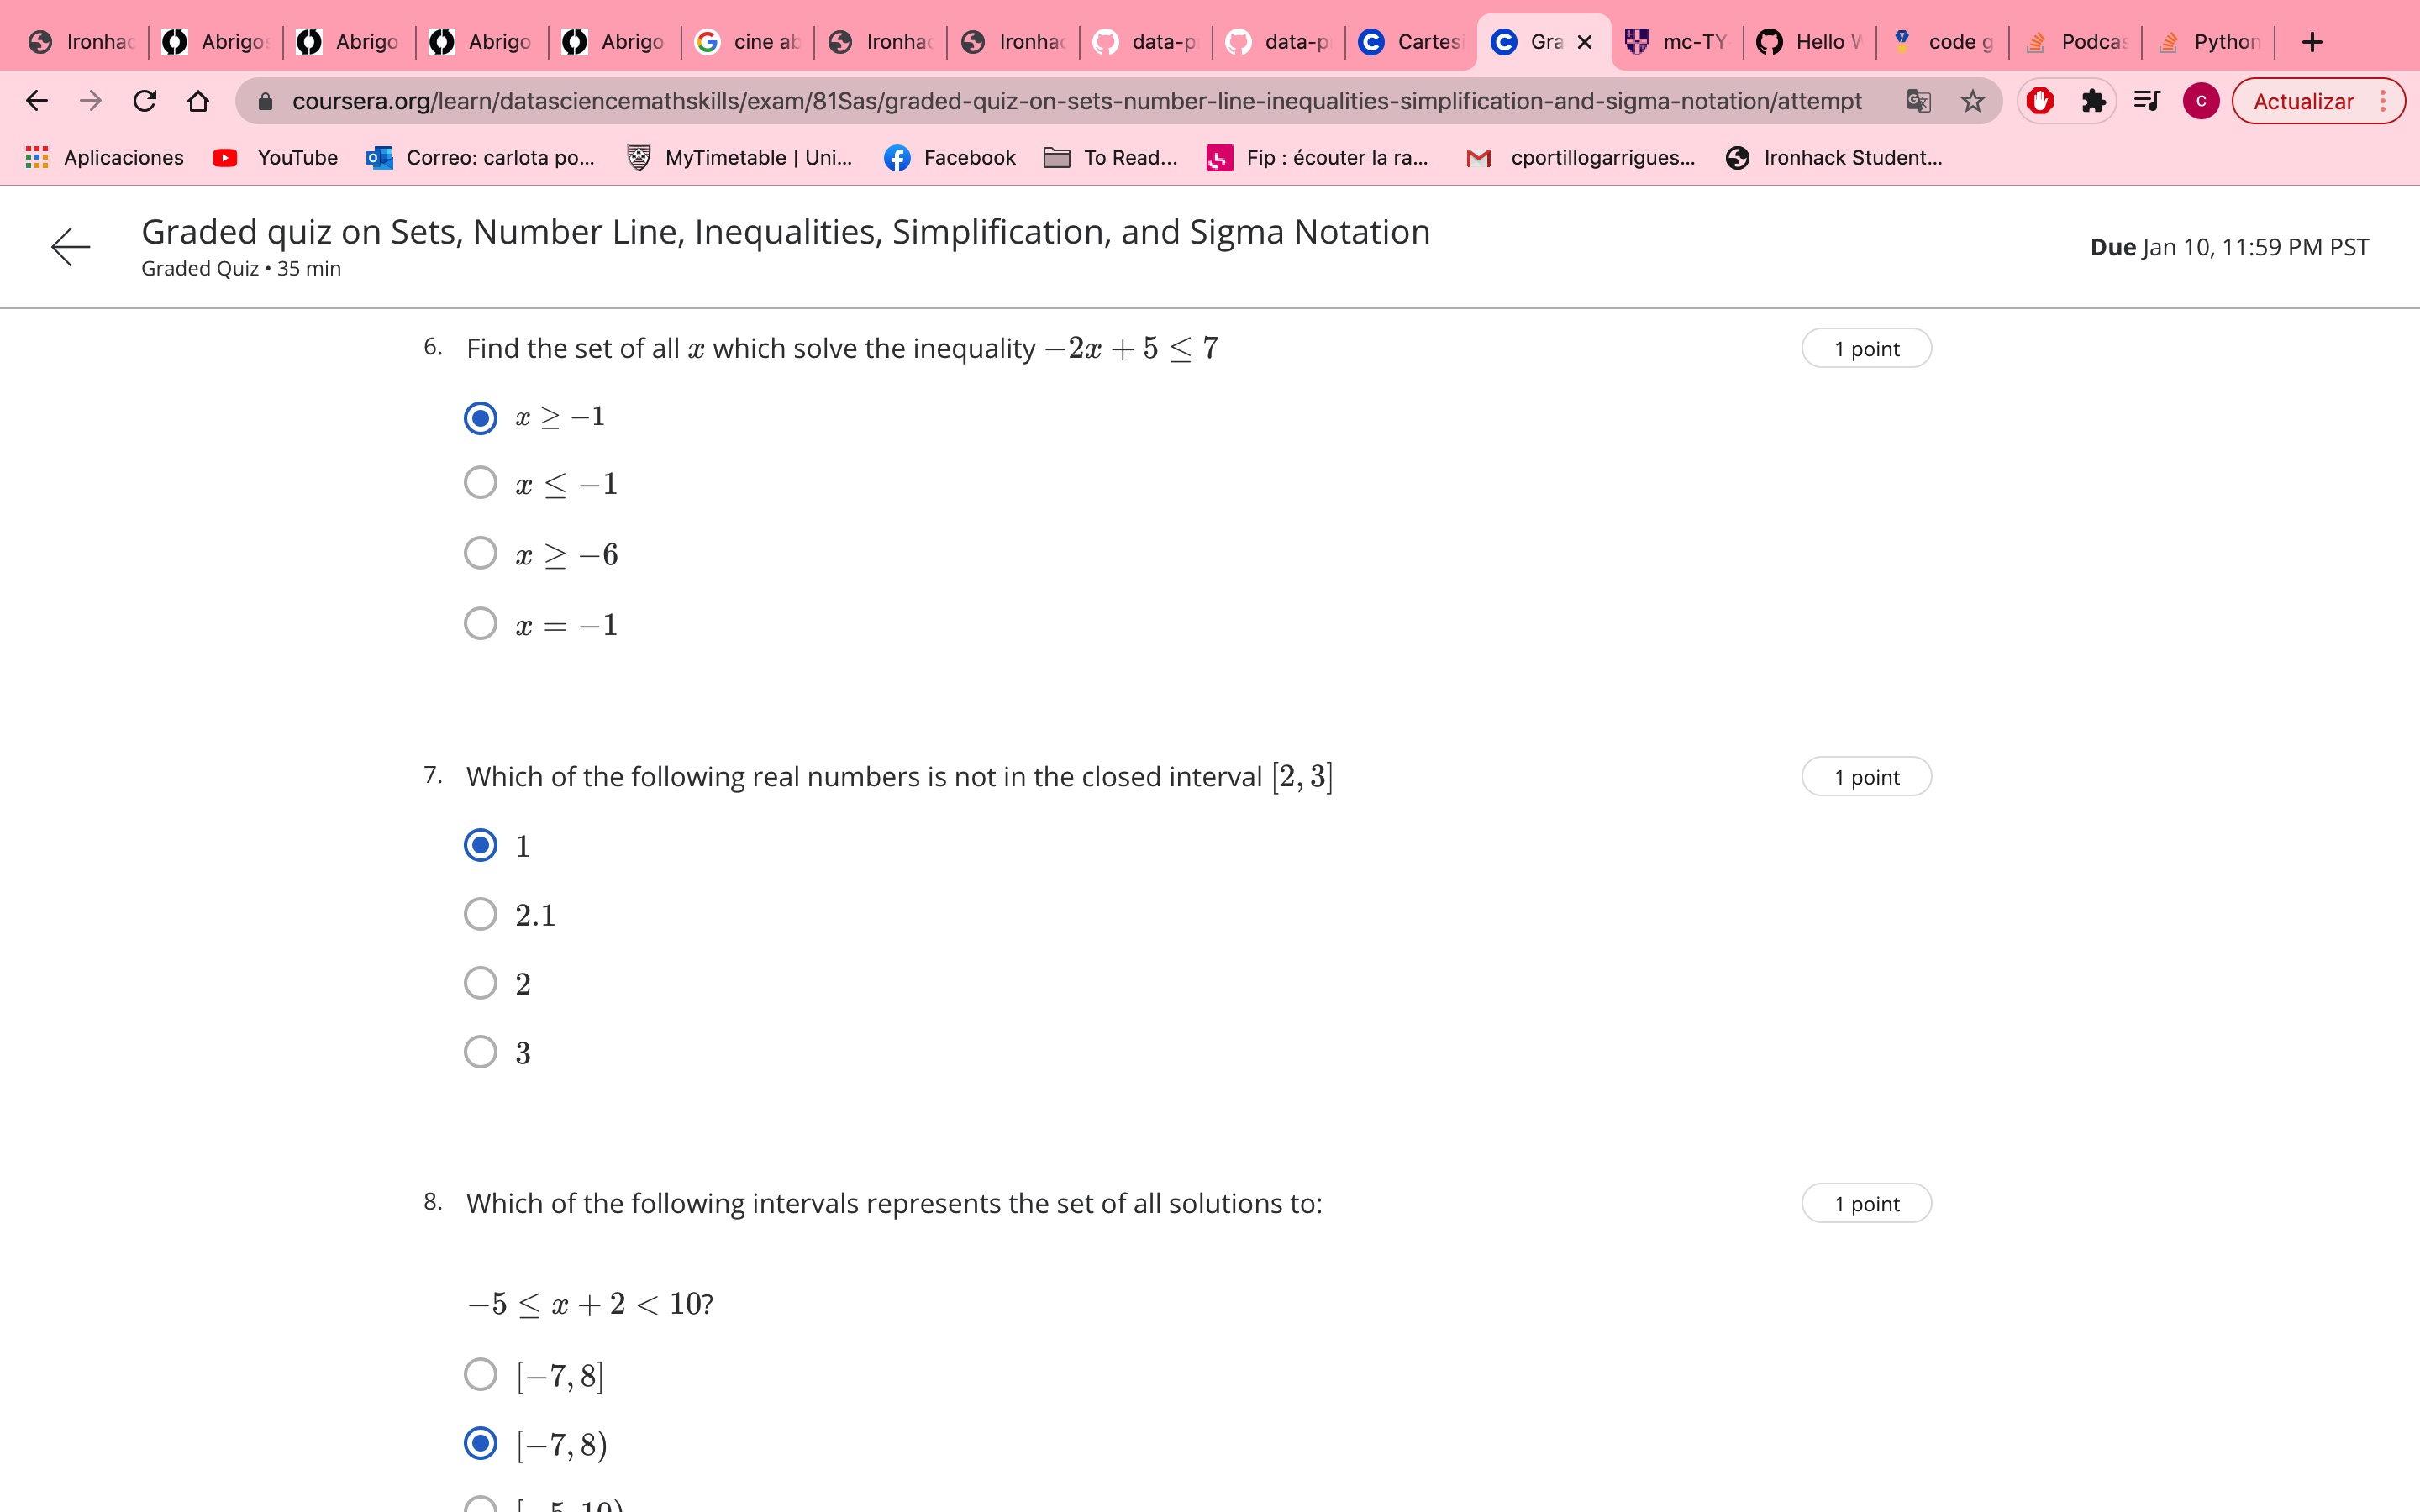 Ironhac Abrigo Abrigo Abrigo Abrigo cine ab Ironhac Ironhac data-p data-p Cartesi Gra mc-TY Hello code g Podcas Python
coursera.org/learn/datasciencemathskills/exam/81Sas/graded-quiz-on-sets-number-line-inequalities-simplification-and-sigma-notation/attempt C Actualizar
Aplicaciones YouTube Correo: carlota po... MyTimetable | Uni... Facebook To Read... Fip : écouter la ra... cportillogarrigues... Ironhack Student...
Graded quiz on Sets, Number Line, Inequalities, Simplification, and Sigma Notation
Graded Quiz • 35 min
Due Jan 10, 11:59 PM PST
6. Find the set of all x which solve the inequality −2x + 5 ≤ 7 1 point
x ≥ −1
x ≤ −1
x ≥ −6
x = −1
7. Which of the following real numbers is not in the closed interval [2, 3] 1 point
1
2.1
2
3
8. Which of the following intervals represents the set of all solutions to: 1 point
−5 ≤ x + 2 < 10?
[−7, 8]
[−7, 8)